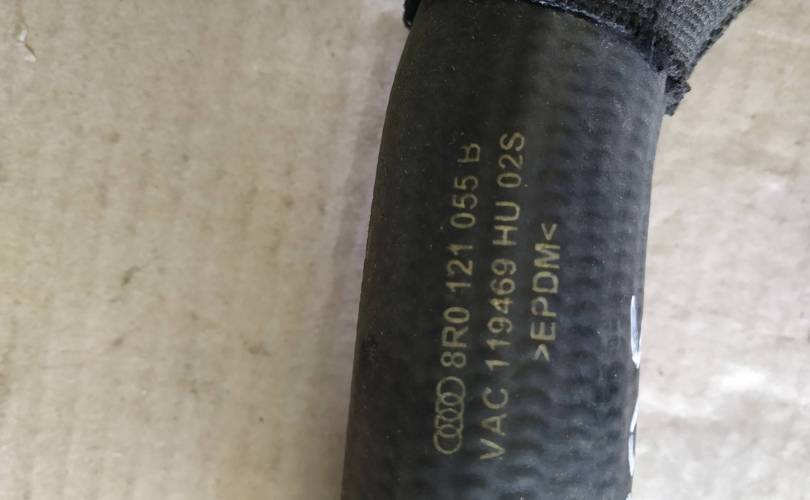 8R0 121 055 B
VAC 119469 HU 02S
>EPDM<